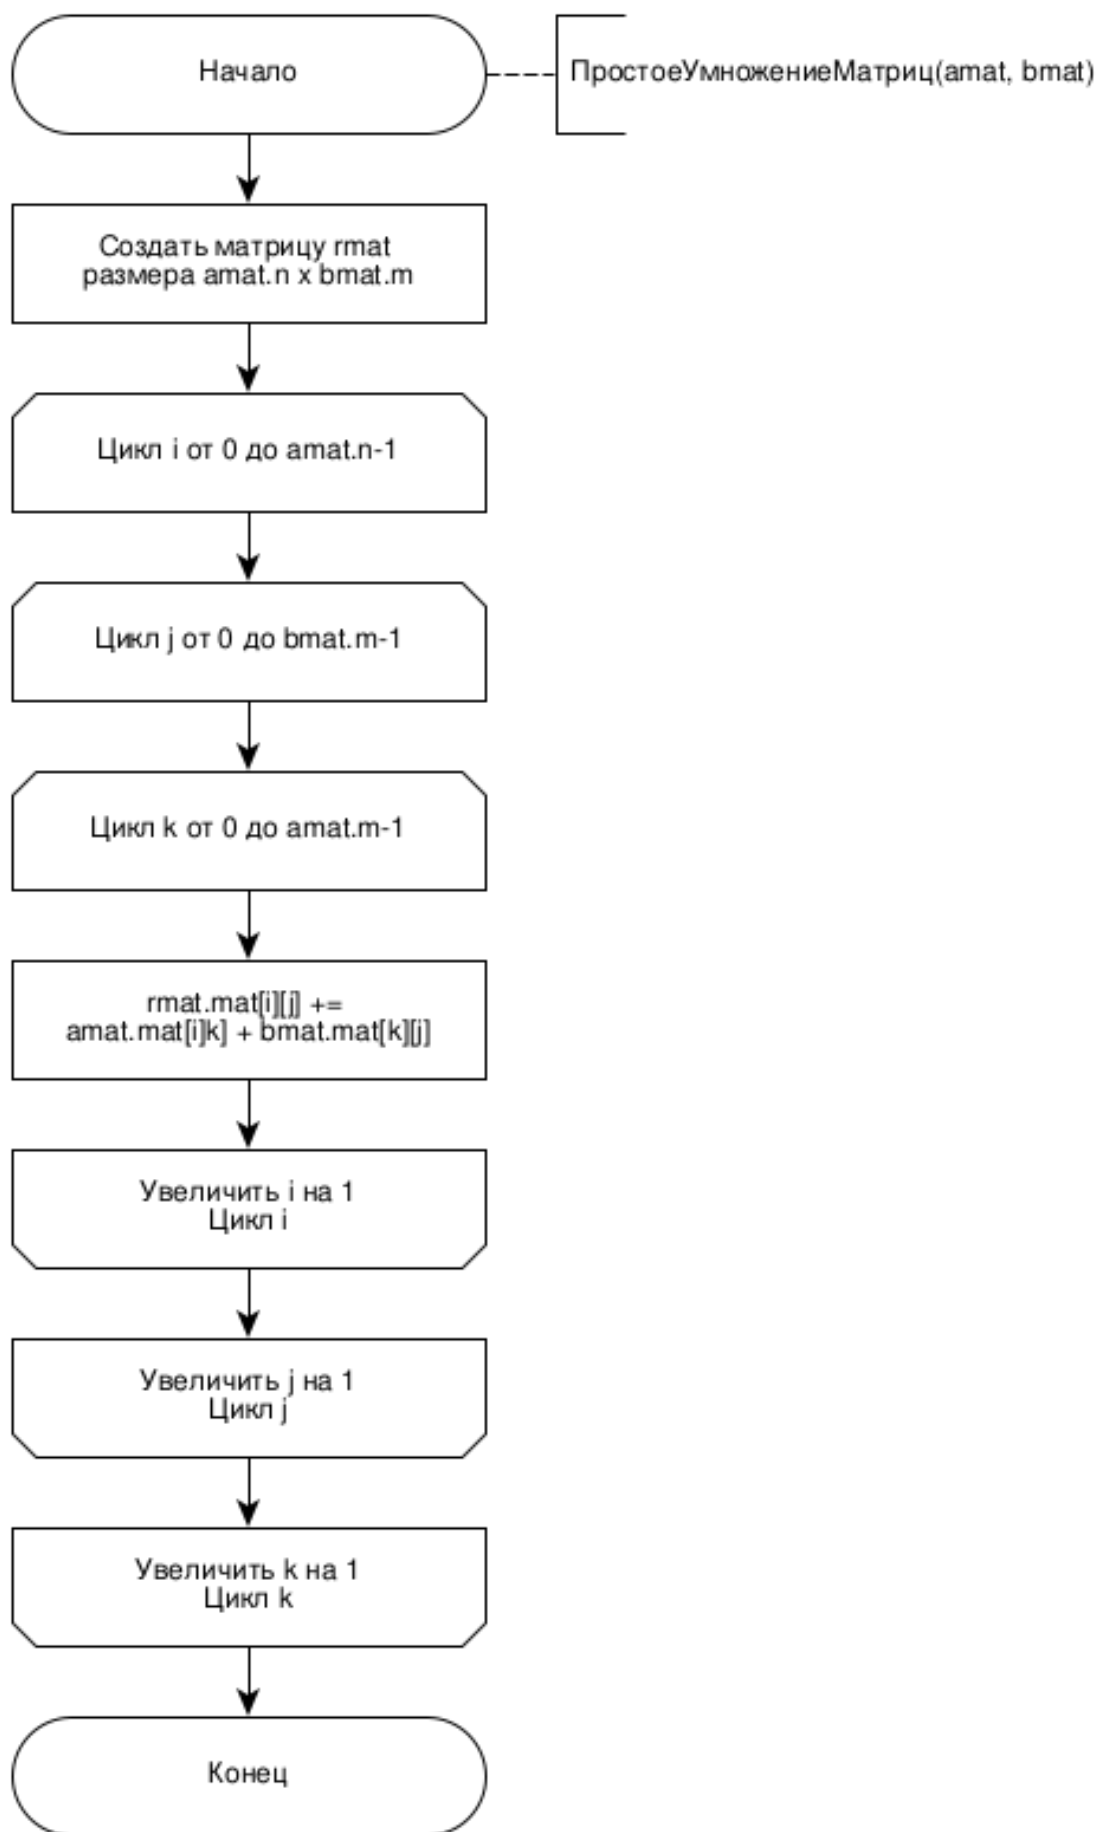 Начало
ПростоеУмножениеМатриц(amat, bmat)
Создать матрицу rmat
размера amat.n x bmat.m
Цикл i от 0 до amat.n-1
Цикл j от 0 до bmat.m-1
Цикл k от 0 до amat.m-1
rmat.mat[i][j] +=
amat.mat[i]k] + bmat.mat[k][j]
Увеличить i на 1
Цикл i
Увеличить j на 1
Цикл j
Увеличить k на 1
Цикл k
Конец